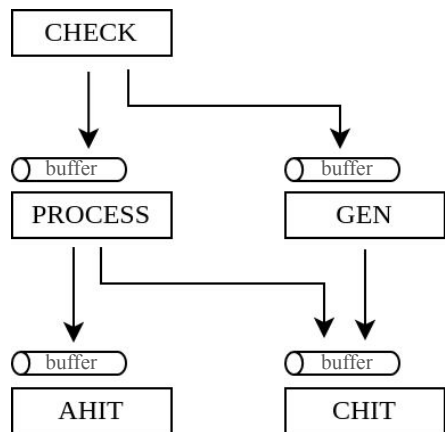 CHECK
buffer buffer
PROCESS GEN
buffer buffer
AHIT CHIT